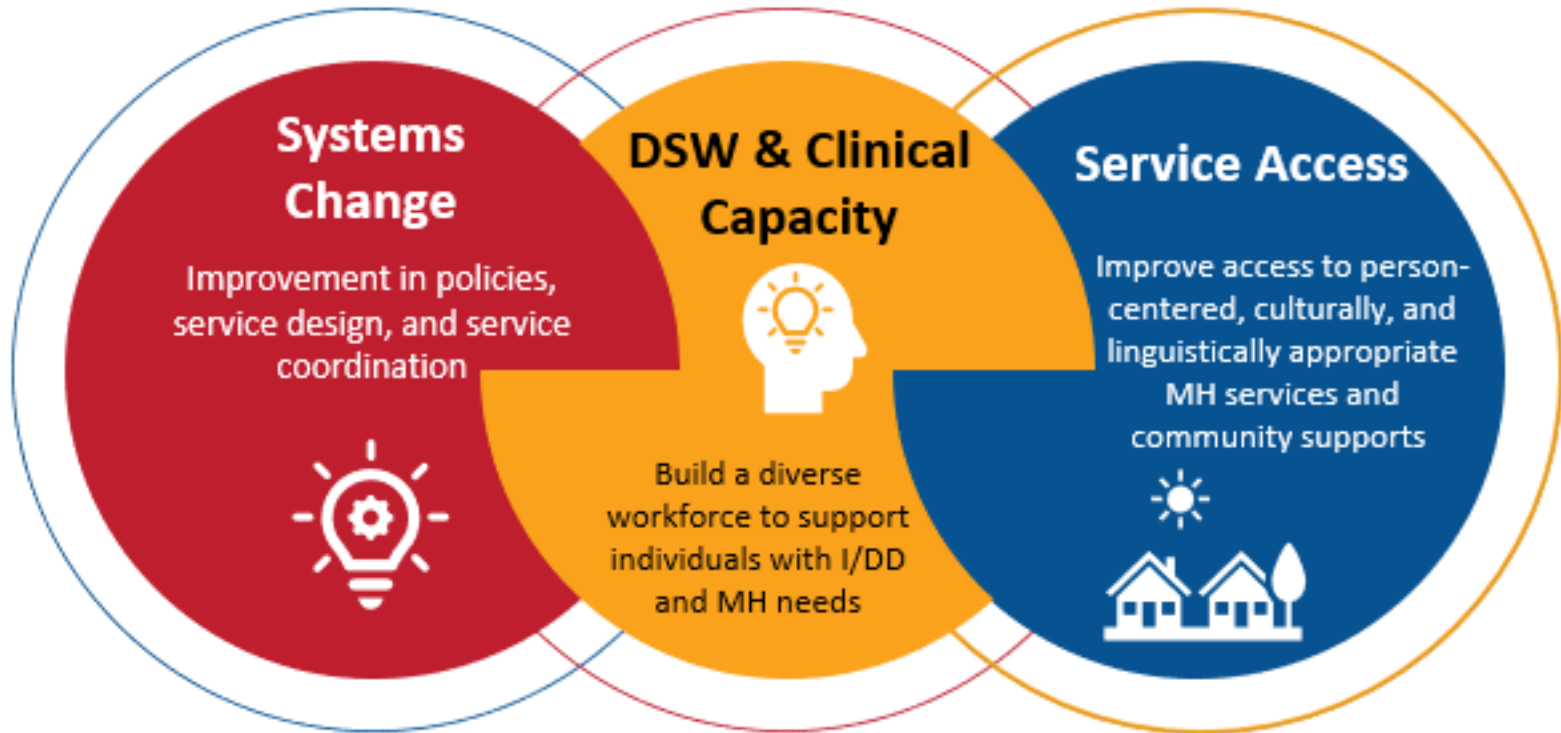 Systems
Change
Improvement in policies,
service design, and service
coordination
DSW & Clinical
Capacity
Build a diverse
workforce to support
individuals with I/DD
and MH needs
Service Access
Improve access to person-
centered, culturally, and
linguistically appropriate
MH services and
community supports